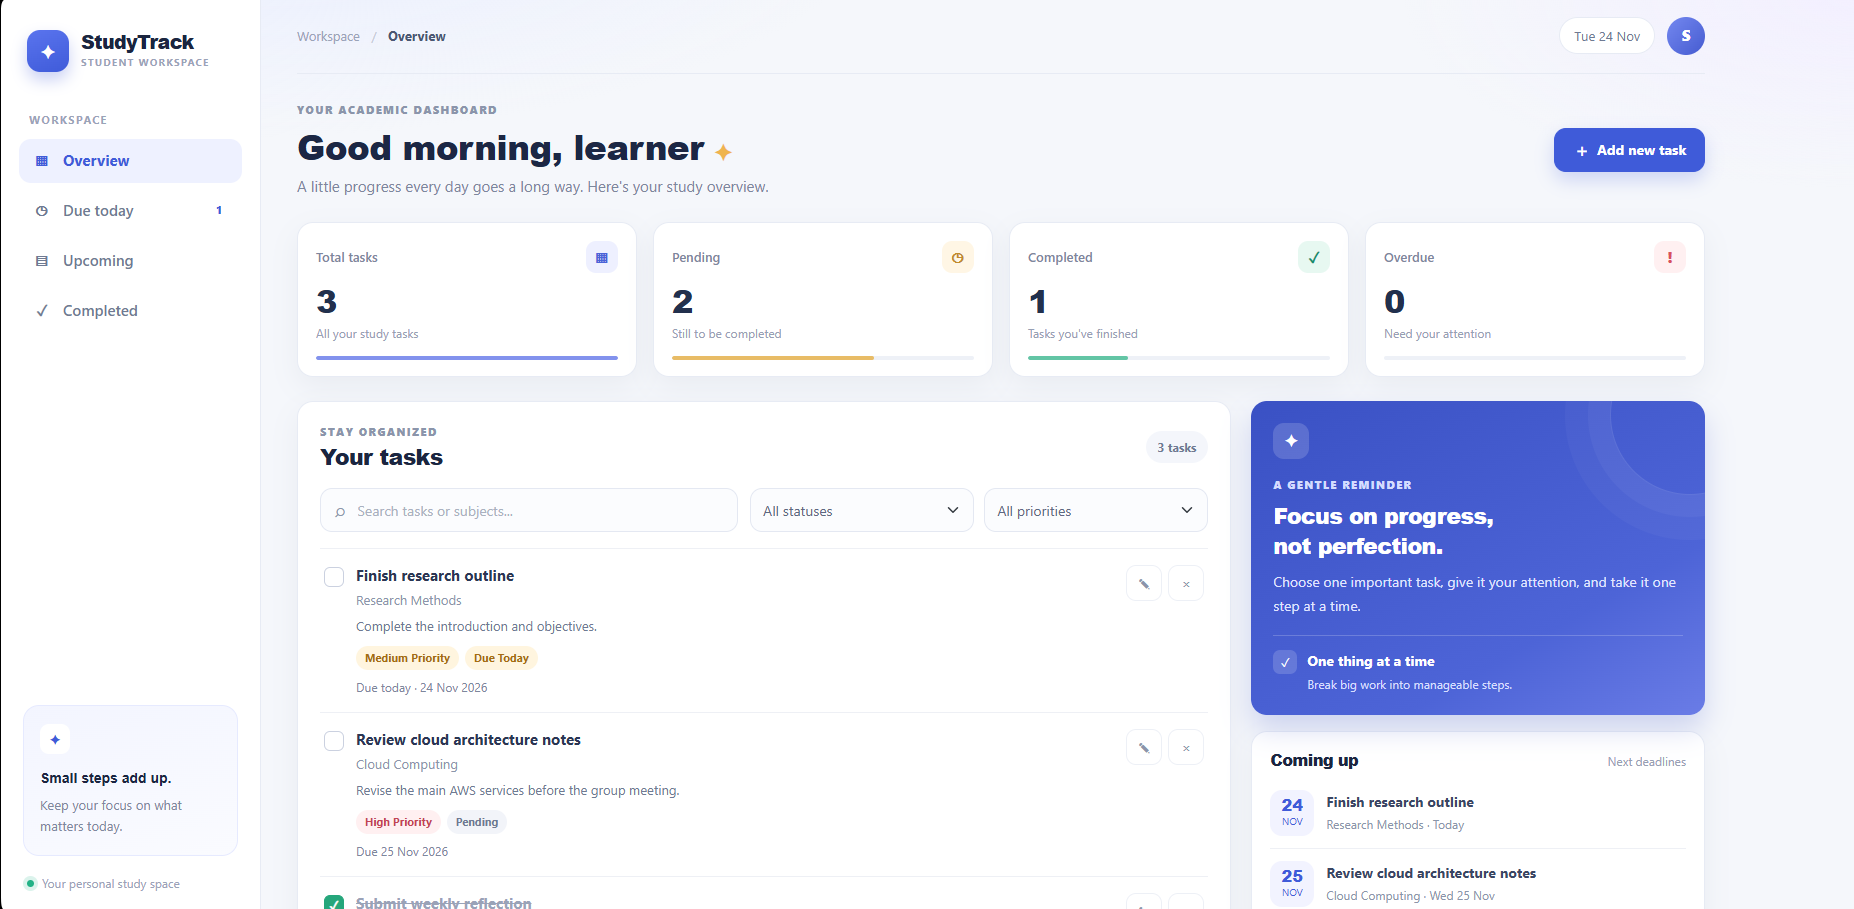 StudyTrack
STUDENT WORKSPACE
WORKSPACE
Overview
Due today 1
Upcoming
Completed
Small steps add up.
Keep your focus on what
matters today.
Your personal study space
Workspace / Overview
Tue 24 Nov
S
YOUR ACADEMIC DASHBOARD
Good morning, learner
A little progress every day goes a long way. Here's your study overview.
+ Add new task
Total tasks
3
All your study tasks
Pending
2
Still to be completed
Completed
1
Tasks you've finished
Overdue
!
0
Need your attention
STAY ORGANIZED
Your tasks
3 tasks
Search tasks or subjects...
All statuses
All priorities
Finish research outline
Research Methods
Complete the introduction and objectives.
Medium Priority Due Today
Due today · 24 Nov 2026
Review cloud architecture notes
Cloud Computing
Revise the main AWS services before the group meeting.
High Priority Pending
Due 25 Nov 2026
Submit weekly reflection
A GENTLE REMINDER
Focus on progress,
not perfection.
Choose one important task, give it your attention, and take it one
step at a time.
One thing at a time
Break big work into manageable steps.
Coming up
Next deadlines
24
NOV
Finish research outline
Research Methods · Today
25
NOV
Review cloud architecture notes
Cloud Computing · Wed 25 Nov